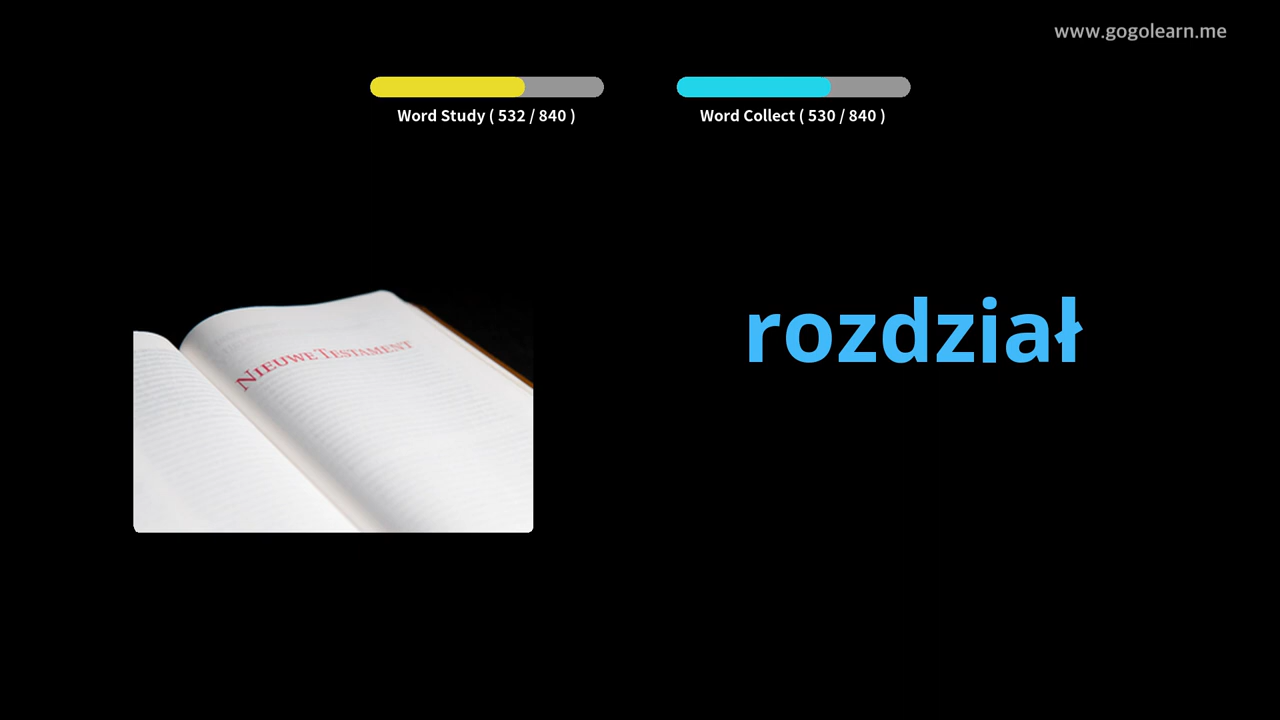 www.gogolearn.me
Word Study ( 532 / 840 )
Word Collect ( 530 / 840 )
NIEUWE TESTAMENT
rozdział